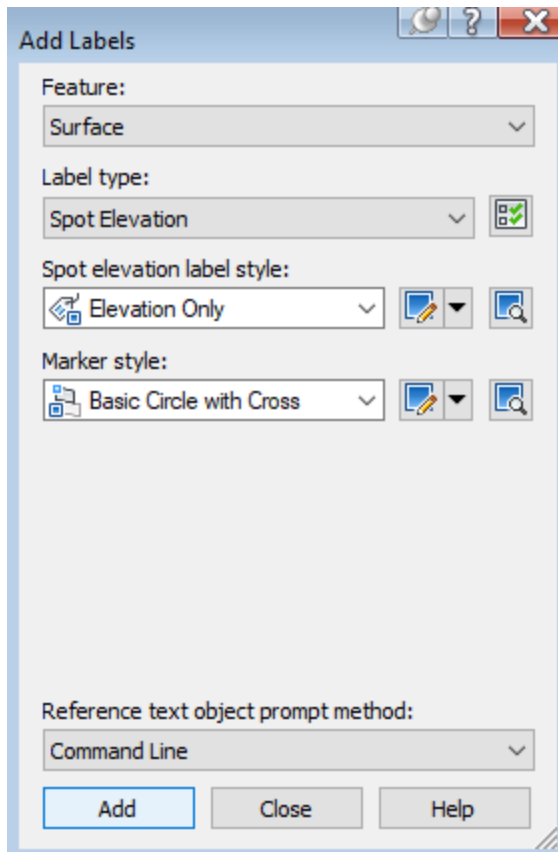 Add Labels
Feature:
Surface
Label type:
Spot Elevation
Spot elevation label style:
Elevation Only
Marker style:
Basic Circle with Cross
Reference text object prompt method:
Command Line
Add
Close
Help